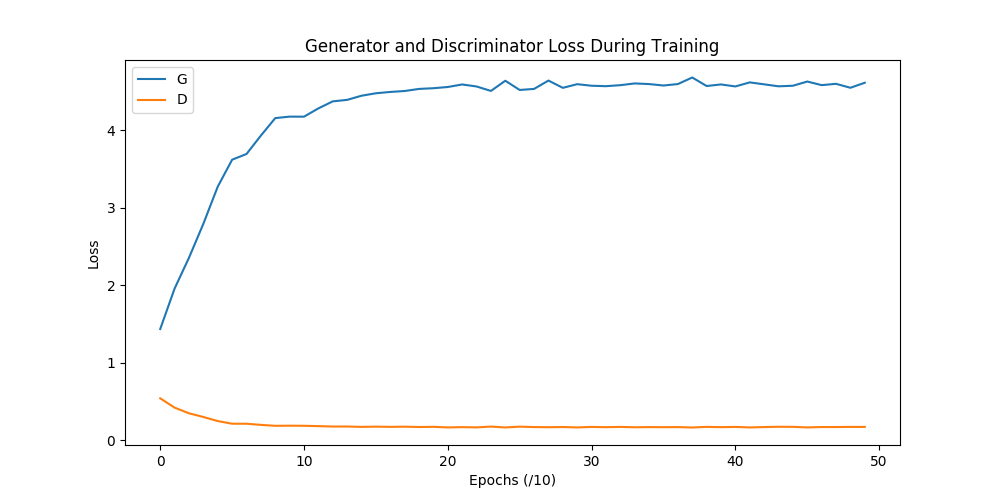 Generator and Discriminator Loss During Training
G
D
4
3
2
1
0
Loss
0 10 20 30 40 50
Epochs (/10)